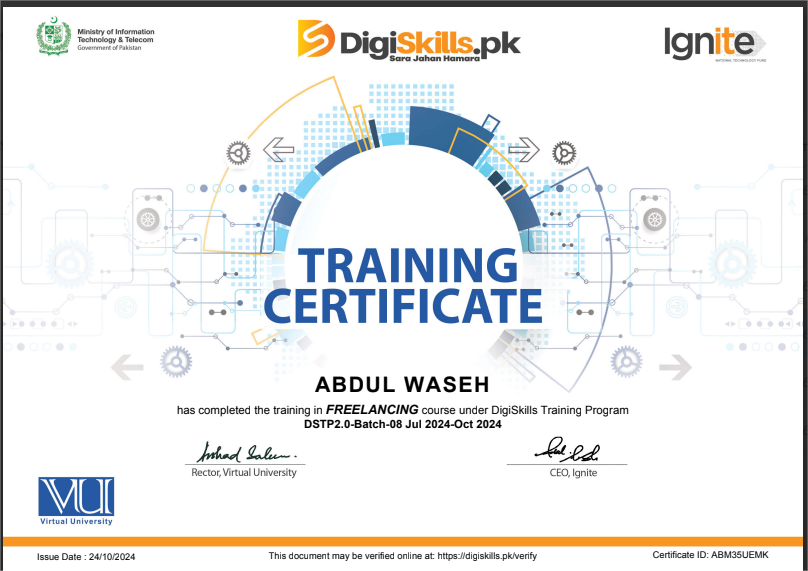 Ministry of Information
Technology & Telecom
Government of Pakistan
DigiSkills.pk
Sara Jahan Hamara
Ignite
NATIONAL TECHNOLOGY FUND
TRAINING
CERTIFICATE
ABDUL WASEH
has completed the training in FREELANCING course under DigiSkills Training Program
DSTP2.0-Batch-08 Jul 2024-Oct 2024
Rector, Virtual University
CEO, Ignite
VU
Virtual University
Issue Date : 24/10/2024
This document may be verified online at: https://digiskills.pk/verify
Certificate ID: ABM35UEMK